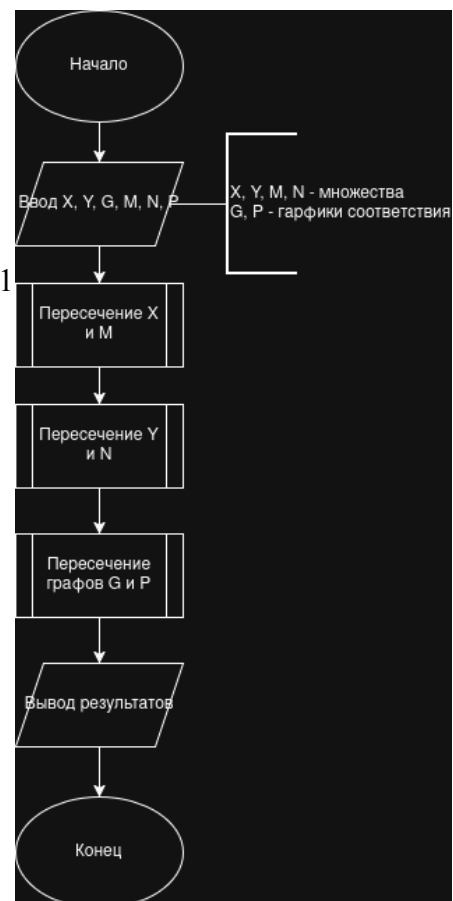 Начало
Ввод X, Y, G, M, N, P
X, Y, M, N - множества
G, P - гарфики соответствия
1
Пересечение X
и M
Пересечение Y
и N
Пересечение
графов G и P
Вывод результатов
Конец